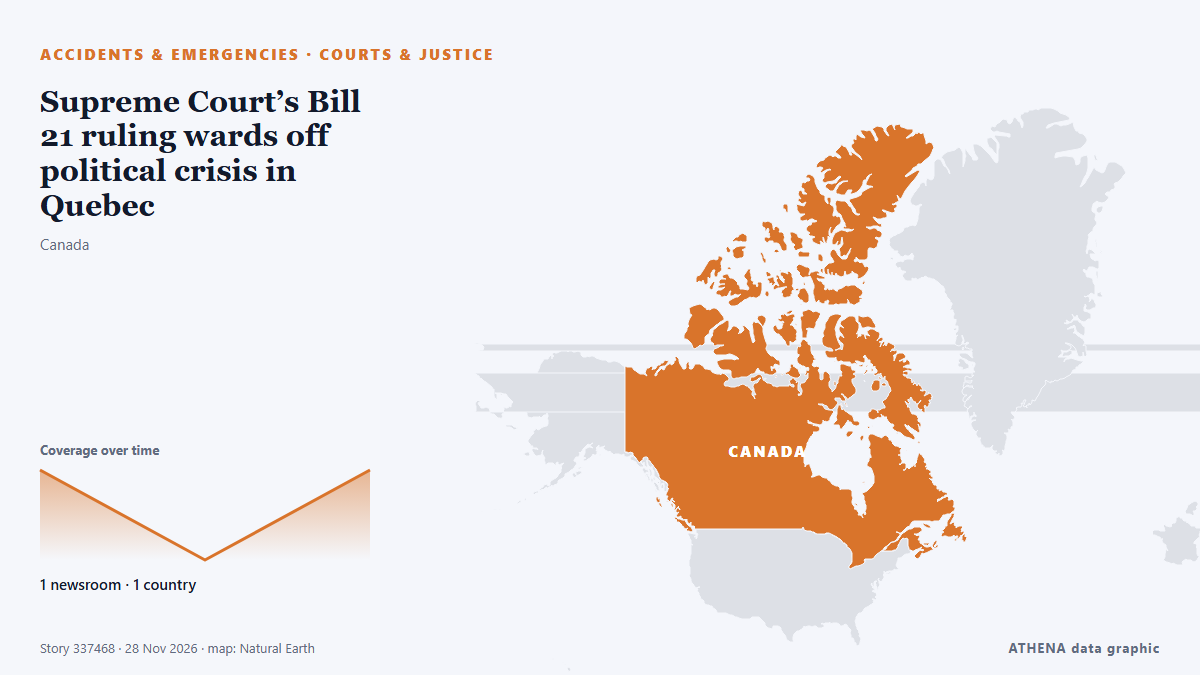 ACCIDENTS & EMERGENCIES · COURTS & JUSTICE
Supreme Court’s Bill
21 ruling wards off
political crisis in
Quebec
Canada
CANADA
Coverage over time
1 newsroom · 1 country
Story 337468 · 28 Nov 2026 · map: Natural Earth
ATHENA data graphic